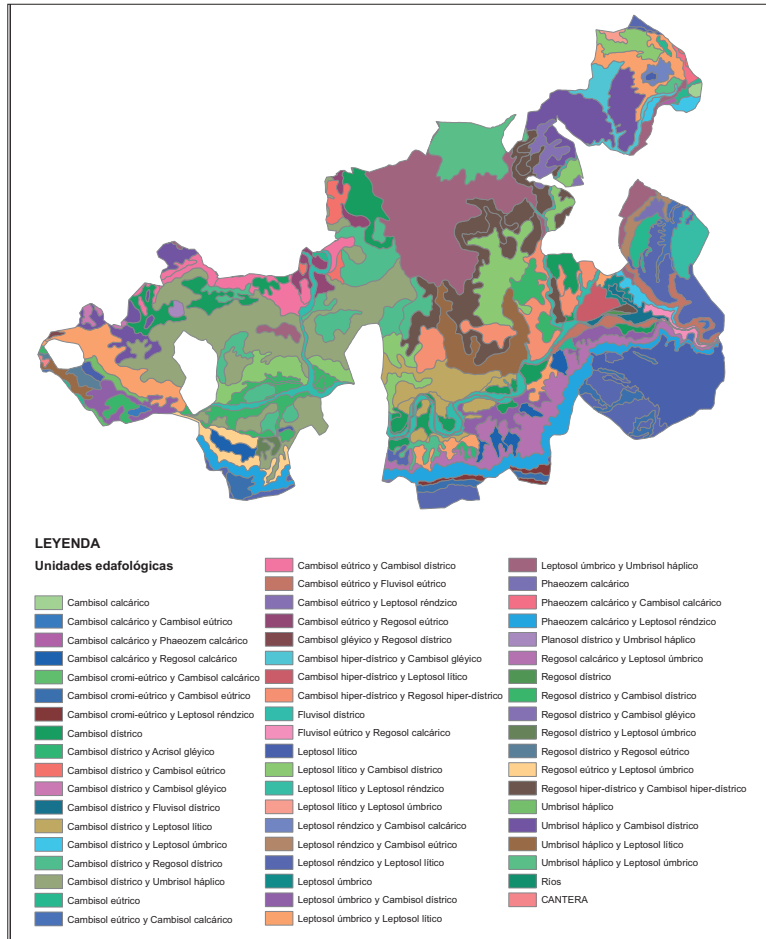 LEYENDA
Unidades edafológicas
Cambisol calcárico
Cambisol calcárico y Cambisol eútrico
Cambisol calcárico y Phaeozem calcárico
Cambisol calcárico y Regosol calcárico
Cambisol cromi-eútrico y Cambisol calcárico
Cambisol cromi-eútrico y Cambisol eútrico
Cambisol cromi-eútrico y Leptosol réndzico
Cambisol dístrico
Cambisol dístrico y Acrisol gléyico
Cambisol dístrico y Cambisol eútrico
Cambisol dístrico y Cambisol gléyico
Cambisol dístrico y Fluvisol dístrico
Cambisol dístrico y Leptosol lítico
Cambisol dístrico y Leptosol úmbrico
Cambisol dístrico y Regosol dístrico
Cambisol dístrico y Umbrisol háplico
Cambisol eútrico
Cambisol eútrico y Cambisol calcárico
Cambisol eútrico y Cambisol dístrico
Cambisol eútrico y Fluvisol eútrico
Cambisol eútrico y Leptosol réndzico
Cambisol eútrico y Regosol eútrico
Cambisol gléyico y Regosol dístrico
Cambisol hiper-dístrico y Cambisol gléyico
Cambisol hiper-dístrico y Leptosol lítico
Cambisol hiper-dístrico y Regosol hiper-dístrico
Fluvisol dístrico
Fluvisol eútrico y Regosol calcárico
Leptosol lítico
Leptosol lítico y Cambisol dístrico
Leptosol lítico y Leptosol réndzico
Leptosol lítico y Leptosol úmbrico
Leptosol réndzico y Cambisol calcárico
Leptosol réndzico y Cambisol eútrico
Leptosol réndzico y Leptosol lítico
Leptosol úmbrico
Leptosol úmbrico y Cambisol dístrico
Leptosol úmbrico y Leptosol lítico
Leptosol úmbrico y Umbrisol háplico
Phaeozem calcárico
Phaeozem calcárico y Cambisol calcárico
Phaeozem calcárico y Leptosol réndzico
Planosol dístrico y Umbrisol háplico
Regosol calcárico y Leptosol úmbrico
Regosol dístrico
Regosol dístrico y Cambisol dístrico
Regosol dístrico y Cambisol gléyico
Regosol dístrico y Leptosol úmbrico
Regosol dístrico y Regosol eútrico
Regosol eútrico y Leptosol úmbrico
Regosol hiper-dístrico y Cambisol hiper-dístrico
Umbrisol háplico
Umbrisol háplico y Cambisol dístrico
Umbrisol háplico y Leptosol lítico
Umbrisol háplico y Leptosol úmbrico
Ríos
CANTERA